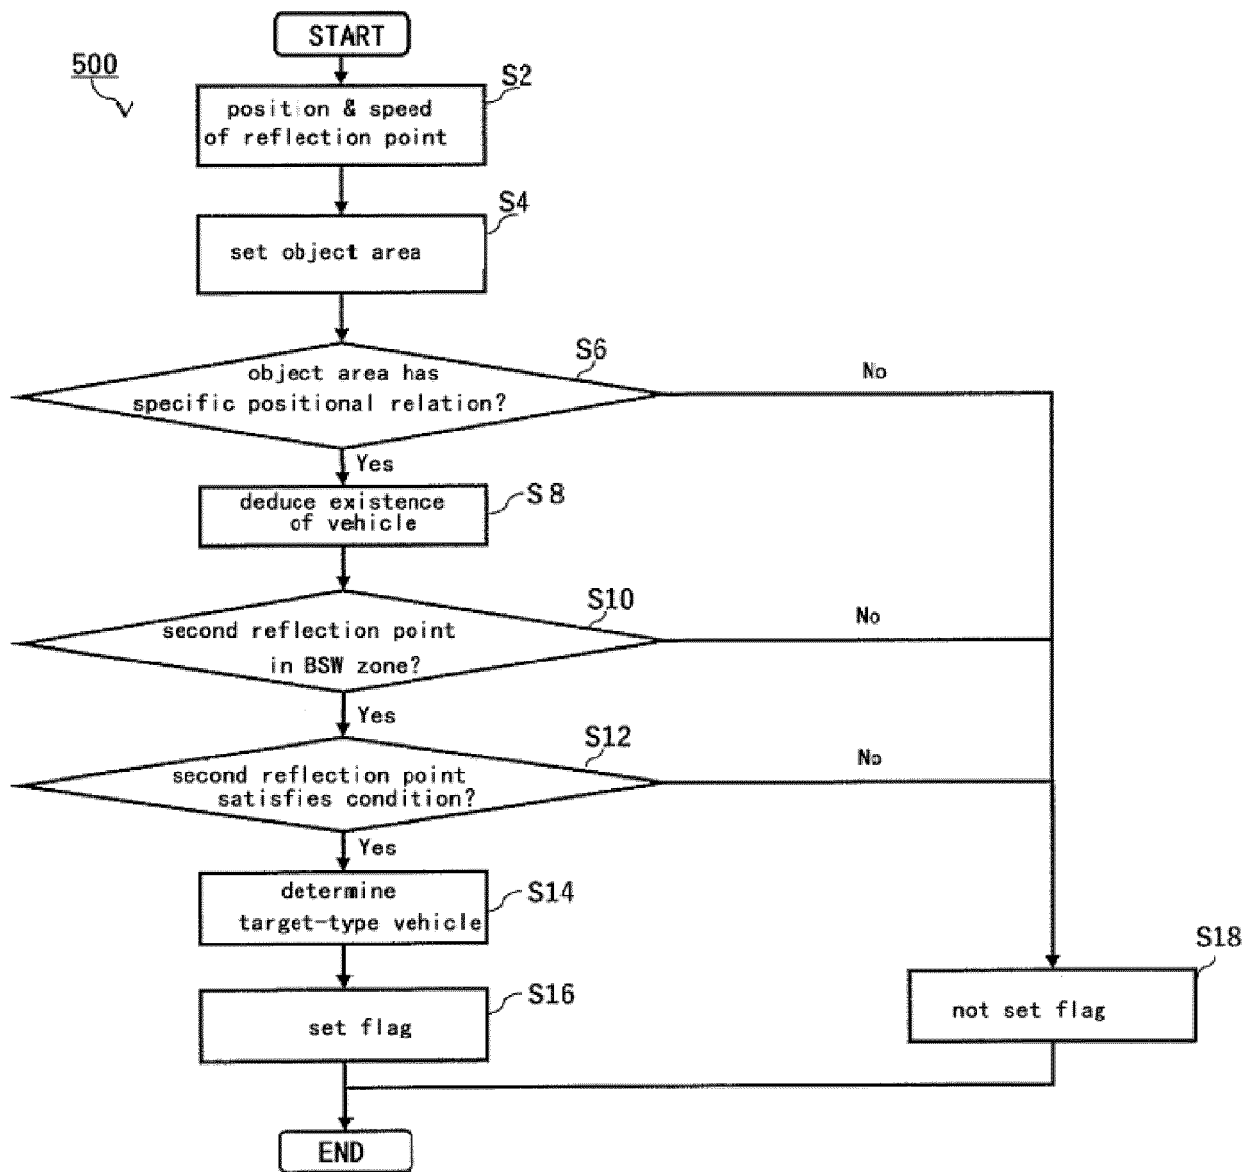 START
500
S2
position & speed
of reflection point
S4
set object area
S6
object area has
specific positional relation?
No
Yes
S8
deduce existence
of vehicle
S10
second reflection point
in BSW zone?
No
Yes
S12
second reflection point
satisfies condition?
No
Yes
S14
determine
target-type vehicle
S16
set flag
S18
not set flag
END